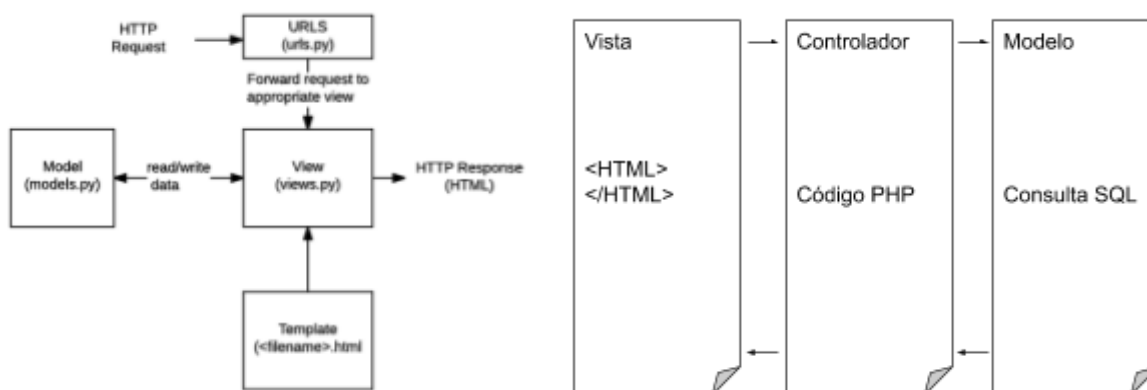 HTTP
Request
URLS
(urls.py)
Forward request to
appropriate view
Model
(models.py)
read/write
data
View
(views.py)
HTTP Response
(HTML)
Template
(<filename>.html
Vista
<HTML>
</HTML>
Controlador
Código PHP
Modelo
Consulta SQL